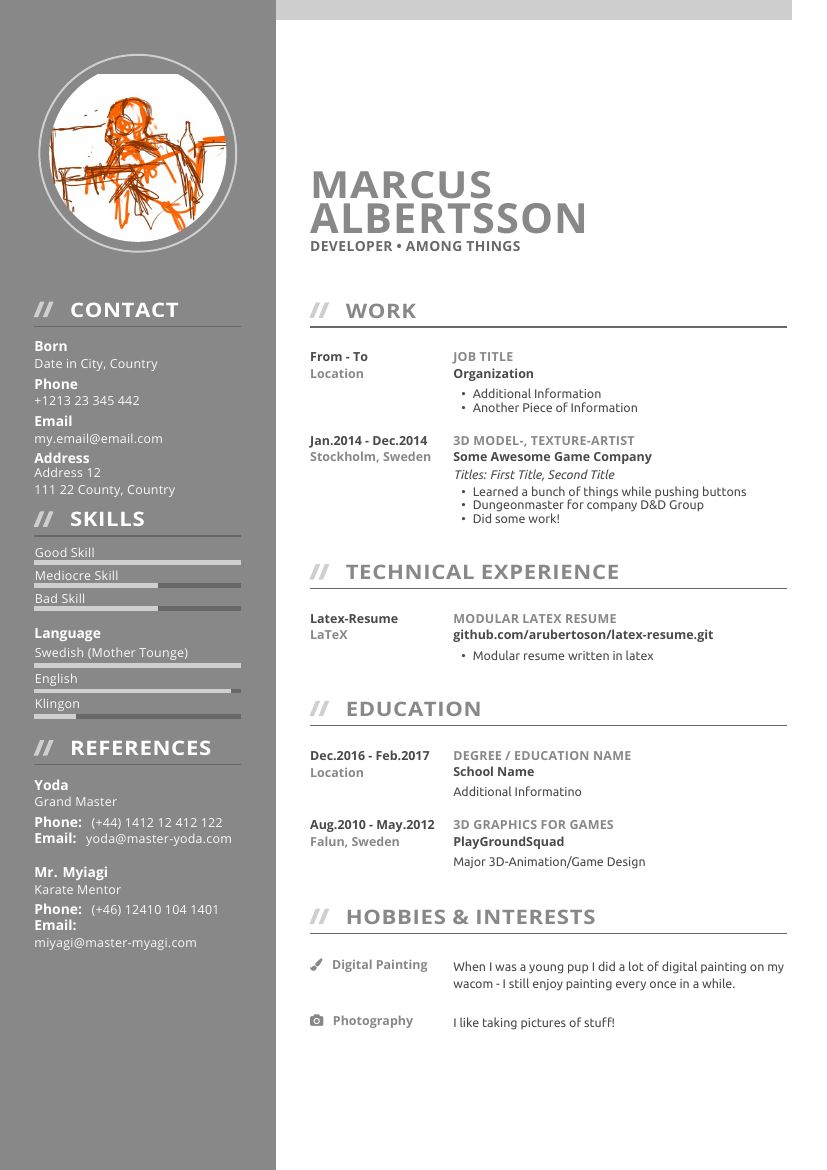 MARCUS
ALBERTSSON
DEVELOPER • AMONG THINGS
// CONTACT
Born
Date in City, Country
Phone
+1213 23 345 442
Email
my.email@email.com
Address
Address 12
111 22 County, Country
// SKILLS
Good Skill
Mediocre Skill
Bad Skill
Language
Swedish (Mother Tounge)
English
Klingon
// REFERENCES
Yoda
Grand Master
Phone: (+44) 1412 12 412 122
Email: yoda@master-yoda.com
Mr. Myiagi
Karate Mentor
Phone: (+46) 12410 104 1401
Email:
miyagi@master-myagi.com
// WORK
From - To JOB TITLE
Location Organization
• Additional Information
• Another Piece of Information
Jan.2014 - Dec.2014 3D MODEL-, TEXTURE-ARTIST
Stockholm, Sweden Some Awesome Game Company
Titles: First Title, Second Title
• Learned a bunch of things while pushing buttons
• Dungeonmaster for company D&D Group
• Did some work!
// TECHNICAL EXPERIENCE
Latex-Resume MODULAR LATEX RESUME
LaTeX github.com/arubertoson/latex-resume.git
• Modular resume written in latex
// EDUCATION
Dec.2016 - Feb.2017 DEGREE / EDUCATION NAME
Location School Name
Additional Informatino
Aug.2010 - May.2012 3D GRAPHICS FOR GAMES
Falun, Sweden PlayGroundSquad
Major 3D-Animation/Game Design
// HOBBIES & INTERESTS
Digital Painting When I was a young pup I did a lot of digital painting on my
wacom - I still enjoy painting every once in a while.
Photography I like taking pictures of stuff!